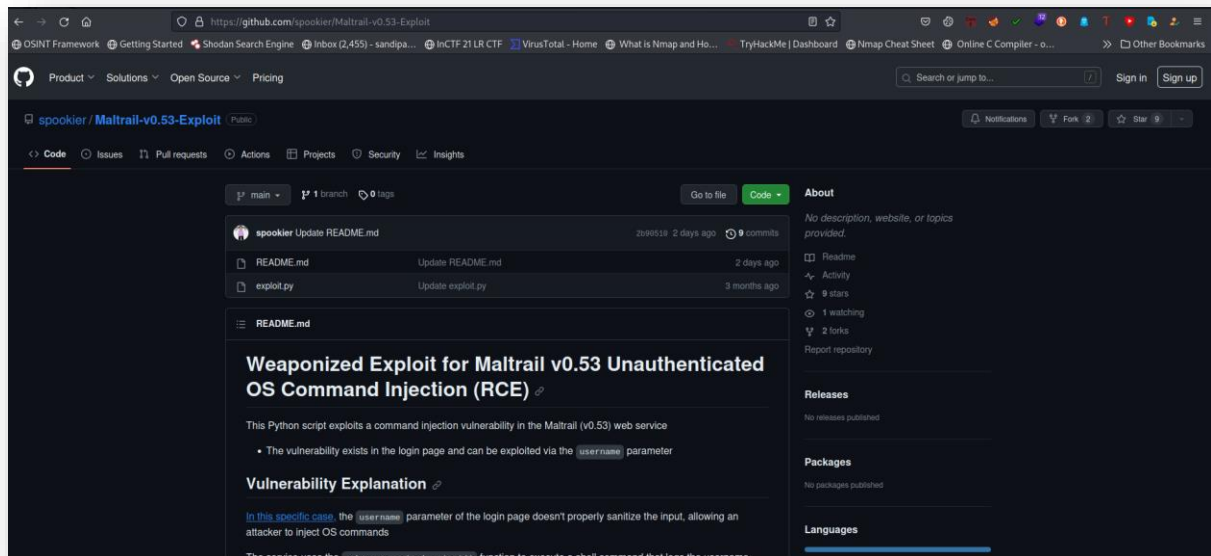 https://github.com/spookier/Maltrail-v0.53-Exploit
OSINT Framework Getting Started Shodan Search Engine Inbox (2,455) - sandipa... InCTF 21 LR CTF VirusTotal - Home What is Nmap and Ho... TryHackMe | Dashboard Nmap Cheat Sheet Online C Compiler - o... Other Bookmarks
Product Solutions Open Source Pricing Search or jump to... / Sign in Sign up
spookier / Maltrail-v0.53-Exploit Public Notifications Fork 2 Star 9
Code Issues Pull requests Actions Projects Security Insights
main 1 branch 0 tags Go to file Code
spookier Update README.md 2 days ago 9 commits
README.md Update README.md 2 days ago
exploit.py Update exploit.py 3 months ago
README.md
Weaponized Exploit for Maltrail v0.53 Unauthenticated
OS Command Injection (RCE)
This Python script exploits a command injection vulnerability in the Maltrail (v0.53) web service
• The vulnerability exists in the login page and can be exploited via the username parameter
Vulnerability Explanation
In this specific case, the username parameter of the login page doesn't properly sanitize the input, allowing an
attacker to inject OS commands
About
No description, website, or topics
provided.
Readme
Activity
9 stars
1 watching
2 forks
Report repository
Releases
No releases published
Packages
No packages published
Languages